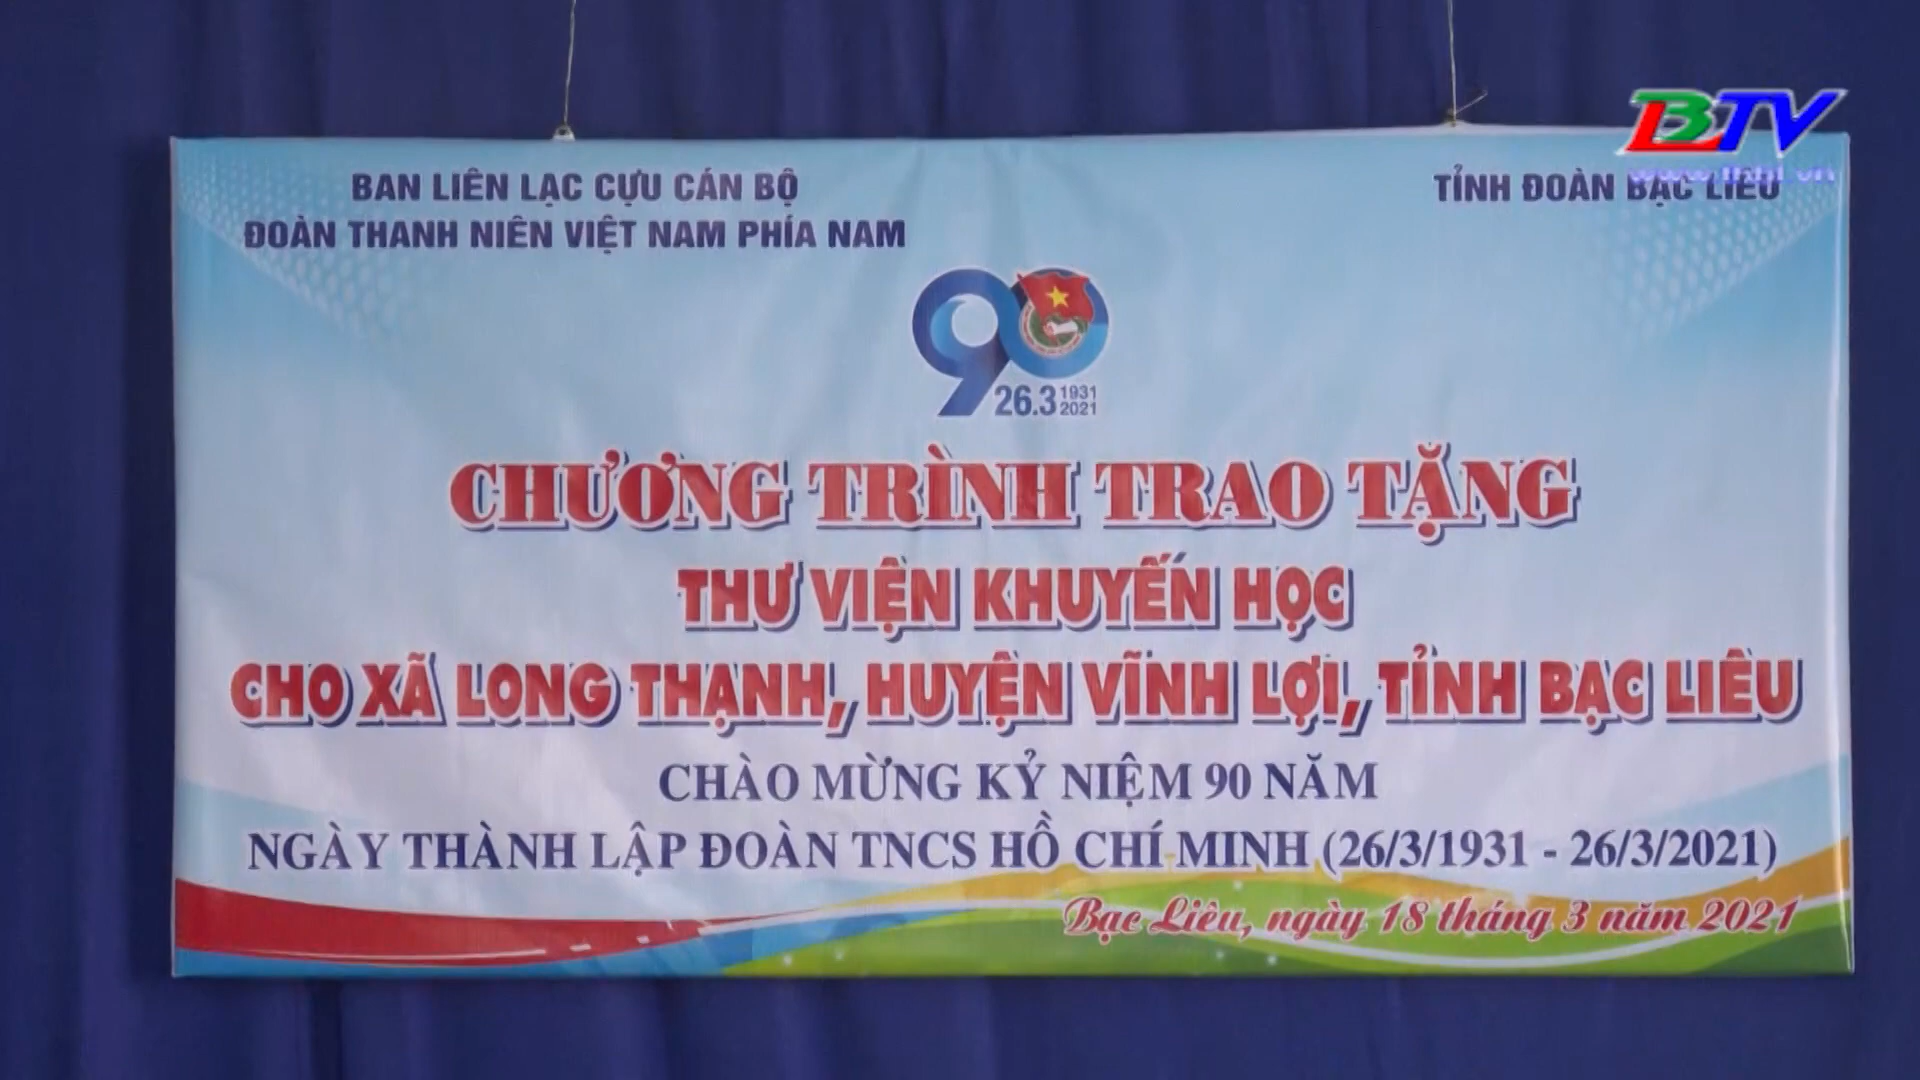 BTV
BAN LIÊN LẠC CỰU CÁN BỘ
ĐOÀN THANH NIÊN VIỆT NAM PHÍA NAM
TỈNH ĐOÀN BẠC LIÊU
90
26.3 1931 2021
CHƯƠNG TRÌNH TRAO TẶNG
THƯ VIỆN KHUYẾN HỌC
CHO XÃ LONG THẠNH, HUYỆN VĨNH LỢI, TỈNH BẠC LIÊU
CHÀO MỪNG KỶ NIỆM 90 NĂM
NGÀY THÀNH LẬP ĐOÀN TNCS HỒ CHÍ MINH (26/3/1931 - 26/3/2021)
Bạc Liêu, ngày 18 tháng 3 năm 2021